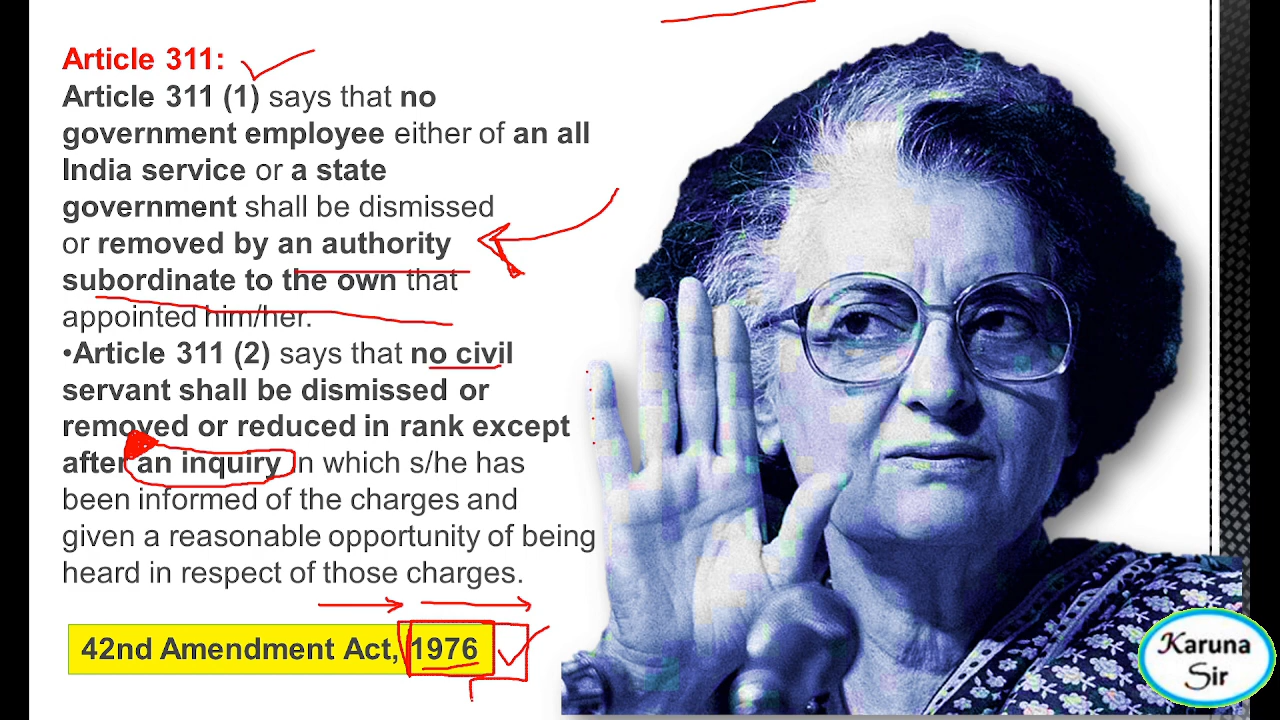 Article 311:
Article 311 (1) says that no
government employee either of an all
India service or a state
government shall be dismissed
or removed by an authority
subordinate to the own that
appointed him/her.
•Article 311 (2) says that no civil
servant shall be dismissed or
removed or reduced in rank except
after an inquiry in which s/he has
been informed of the charges and
given a reasonable opportunity of being
heard in respect of those charges.
42nd Amendment Act, 1976
Karuna
Sir